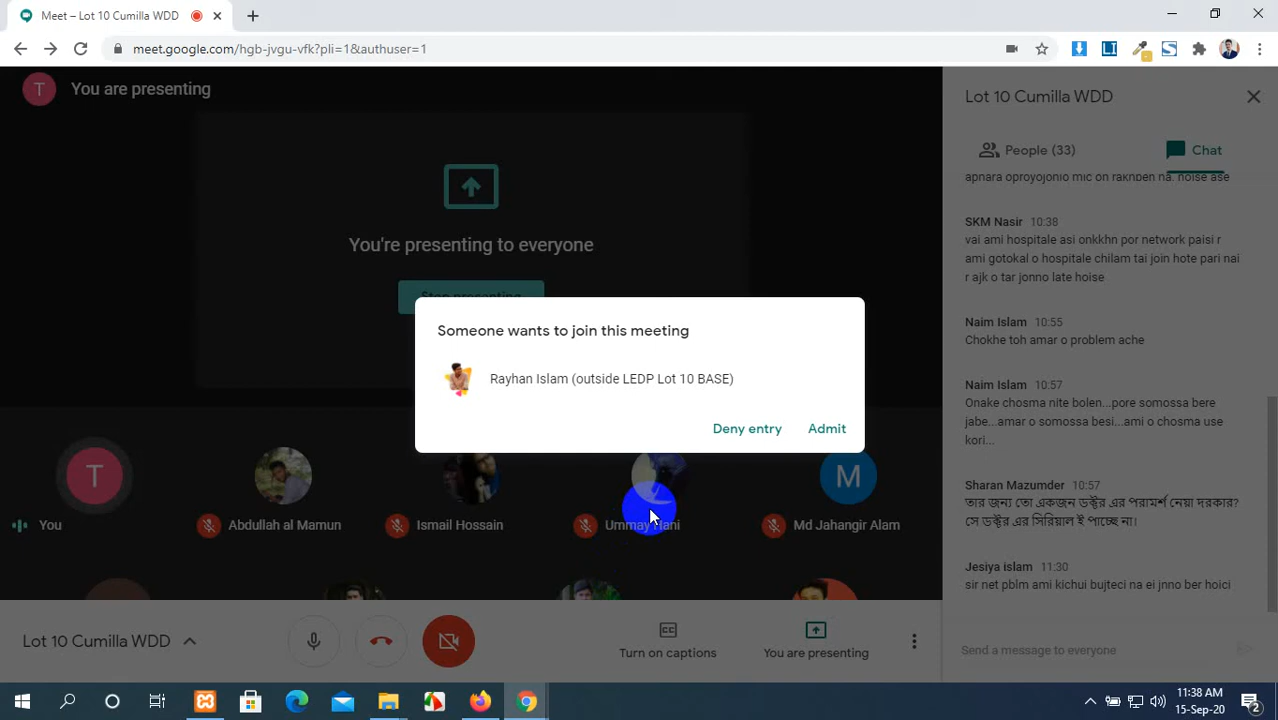 Meet – Lot 10 Cumilla WDD
meet.google.com/hgb-jvgu-vfk?pli=1&authuser=1
T You are presenting
You're presenting to everyone
Stop presenting
Someone wants to join this meeting
Rayhan Islam (outside LEDP Lot 10 BASE)
Deny entry Admit
T
M
You
Abdullah al Mamun
Ismail Hossain
Ummay Hani
Md Jahangir Alam
Lot 10 Cumilla WDD
CC
Turn on captions
You are presenting
Lot 10 Cumilla WDD
People (33)
Chat
apnara oproyojonio mic on rakhben na. noise ase
SKM Nasir 10:38
vai ami hospitale asi onkkhn por network paisi r
ami gotokal o hospitale chilam tai join hote pari nai
r ajk o tar jonno late hoise
Naim Islam 10:55
Chokhe toh amar o problem ache
Naim Islam 10:57
Onake chosma nite bolen...pore somossa bere
jabe...amar o somossa besi...ami o chosma use
kori...
Sharan Mazumder 10:57
তার জন্য তো একজন ডক্টর এর পরামর্শ নেয়া দরকার?
সে ডক্টর এর সিরিয়াল ই পাচ্ছে না।
Jesiya islam 11:30
sir net pblm ami kichui bujteci na ei jnno ber hoici
Send a message to everyone
11:38 AM
15-Sep-20
2